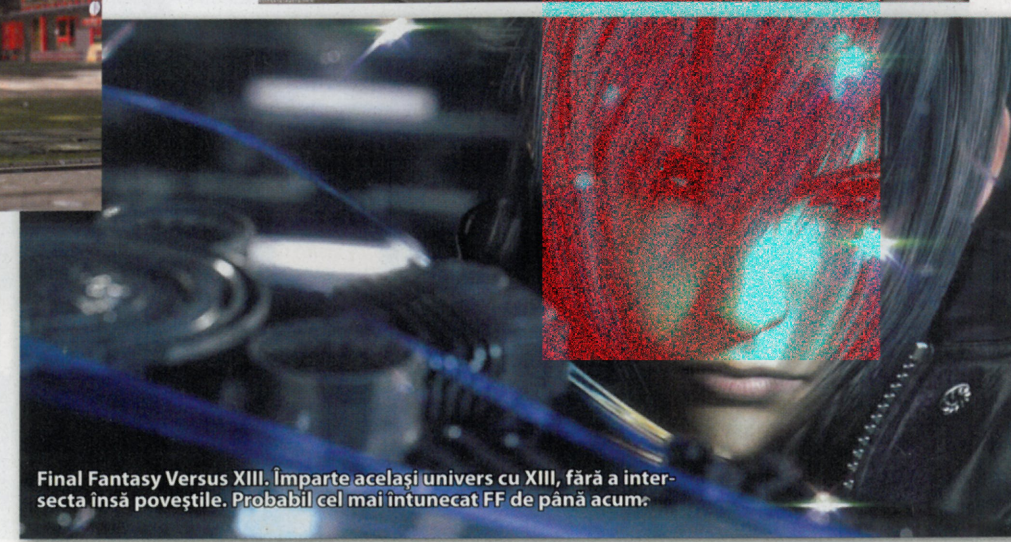 Final Fantasy Versus XIII. Împarte acelaşi univers cu XIII, fără a inter-
secta însă poveştile. Probabil cel mai întunecat FF de până acum.